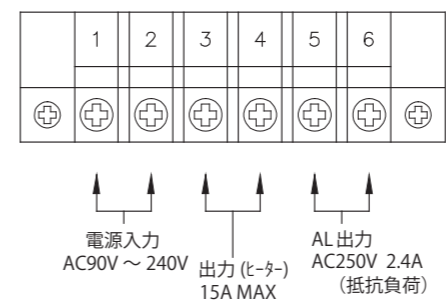 1 2 3 4 5 6
電源入力
AC90V ～ 240V
出力 (ﾋｰﾀｰ)
15A MAX
AL 出力
AC250V 2.4A
（抵抗負荷）